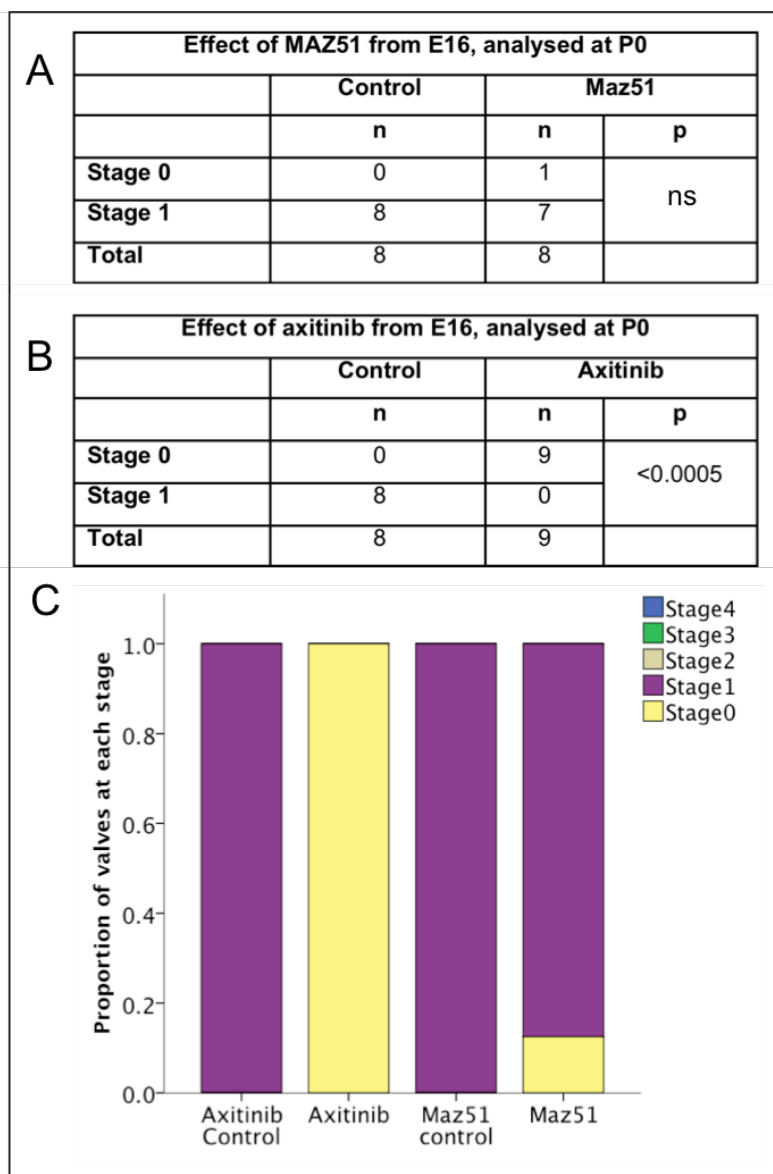 A
Effect of MAZ51 from E16, analysed at P0
Control Maz51
n n p
Stage 0 0 1 ns
Stage 1 8 7
Total 8 8
B
Effect of axitinib from E16, analysed at P0
Control Axitinib
n n p
Stage 0 0 9 <0.0005
Stage 1 8 0
Total 8 9
C
Stage4
Stage3
Stage2
Stage1
Stage0
Proportion of valves at each stage
1.0
0.8
0.6
0.4
0.2
0.0
Axitinib Axitinib Maz51 Maz51
Control control